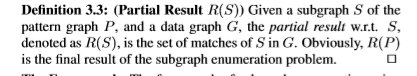 Definition 3.3: (Partial Result R(S)) Given a subgraph S of the
pattern graph P, and a data graph G, the partial result w.r.t. S,
denoted as R(S), is the set of matches of S in G. Obviously, R(P)
is the final result of the subgraph enumeration problem. □